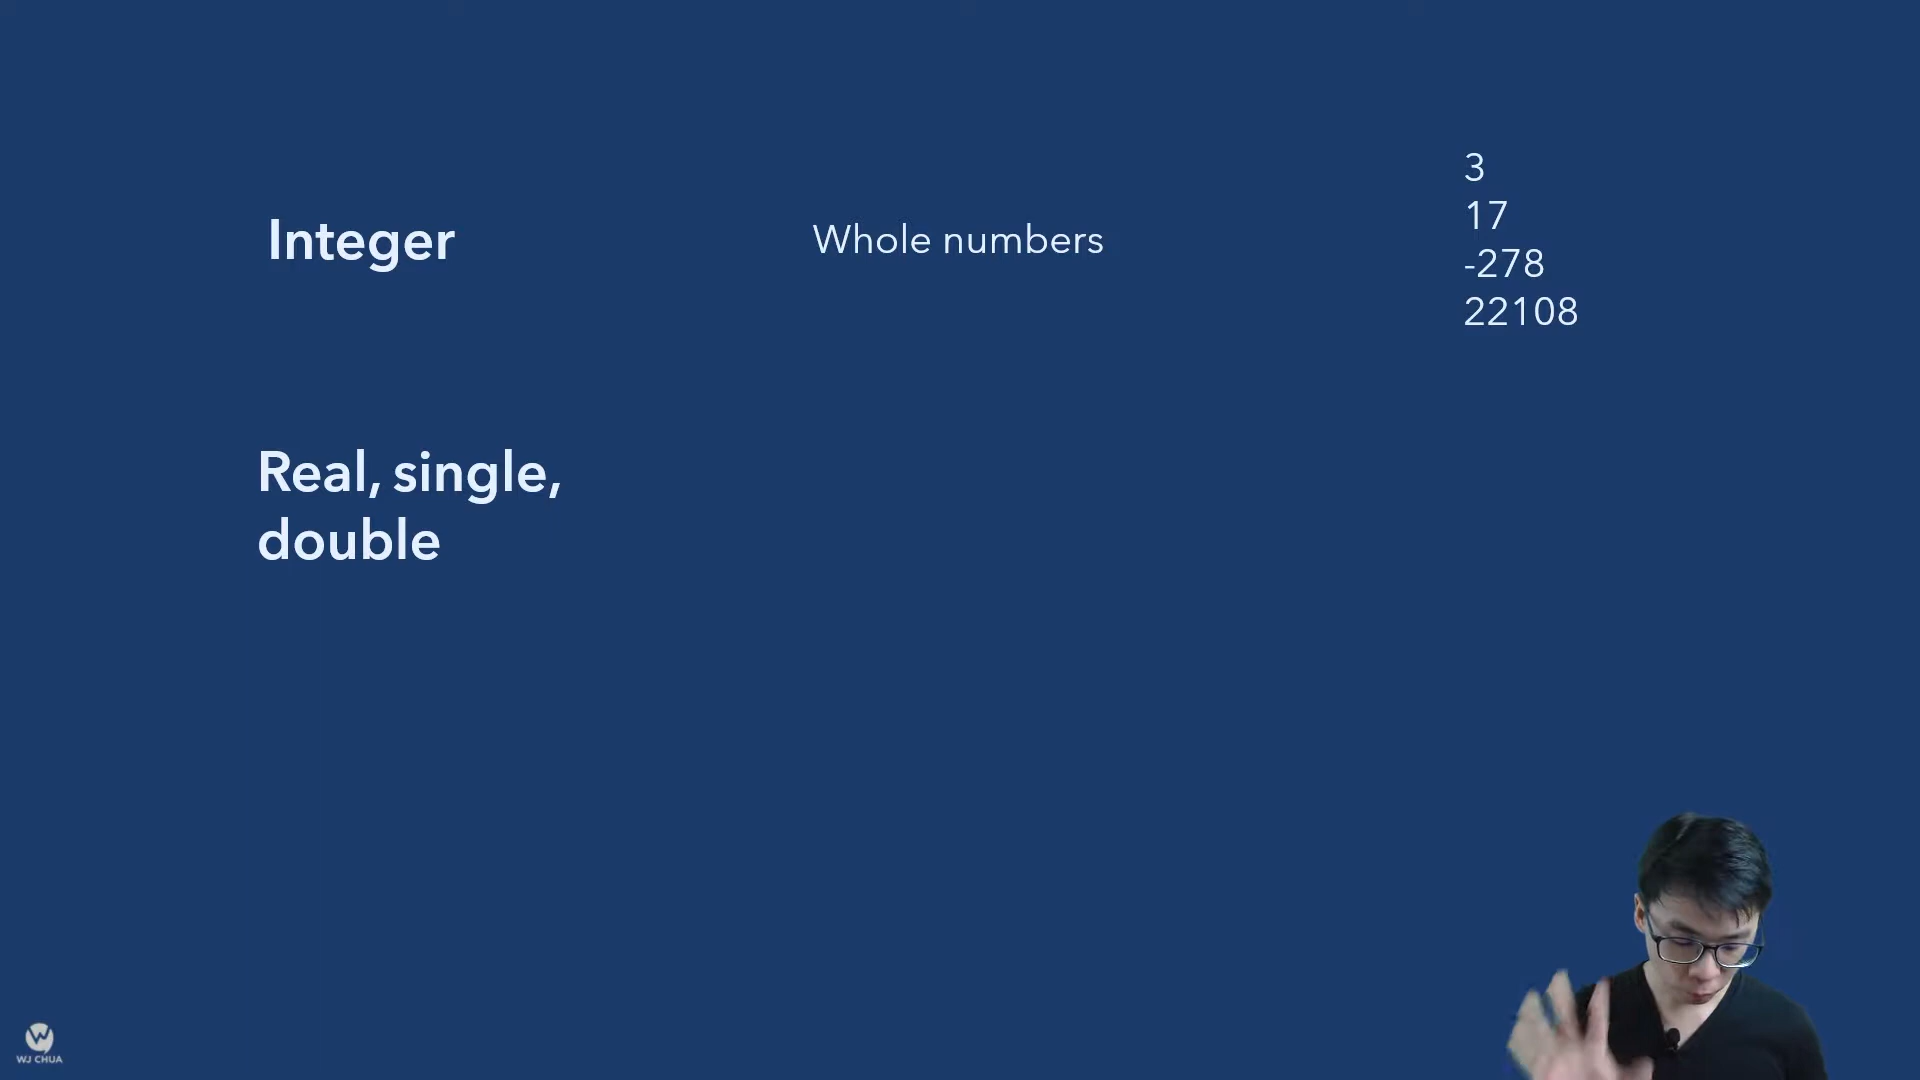 Integer
Whole numbers
3
17
-278
22108
Real, single,
double
WJ CHUA